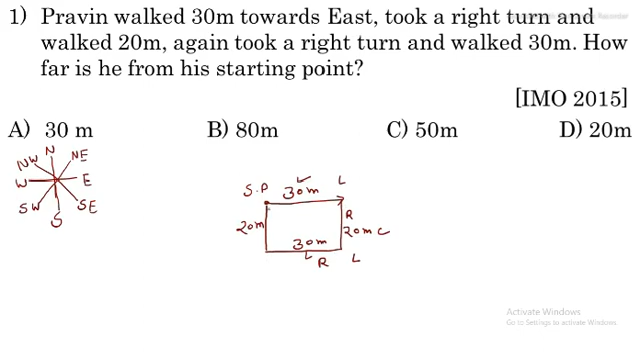 1) Pravin walked 30m towards East, took a right turn and
walked 20m, again took a right turn and walked 30m. How
far is he from his starting point?
[IMO 2015]
A) 30 m B) 80m C) 50m D) 20m
N
NW NE
W E
SW SE
S
S.P 30m L
20m R
20m C
30m
L R L
Activate Windows
Go to Settings to activate Windows.